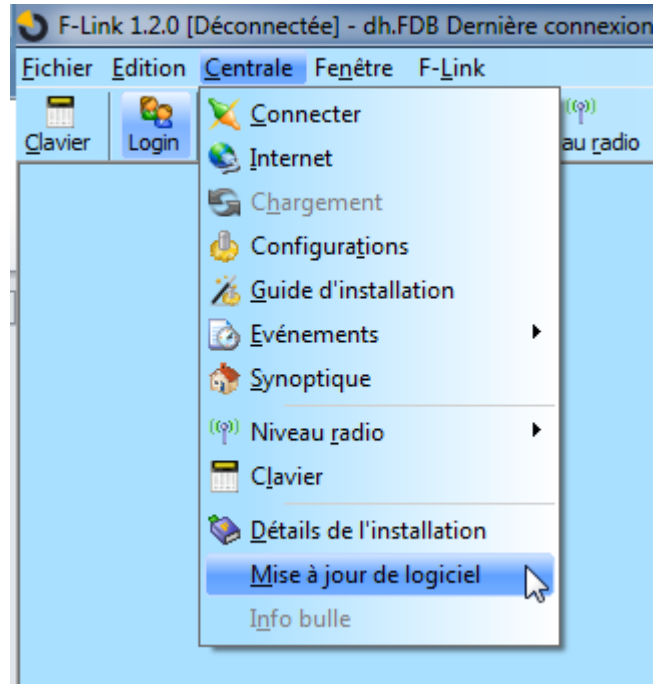 F-Link 1.2.0 [Déconnectée] - dh.FDB Dernière connexion
Fichier Edition Centrale Fenêtre F-Link
Clavier Login au radio
Connecter
Internet
Chargement
Configurations
Guide d'installation
Evénements
Synoptique
Niveau radio
Clavier
Détails de l'installation
Mise à jour de logiciel
Info bulle